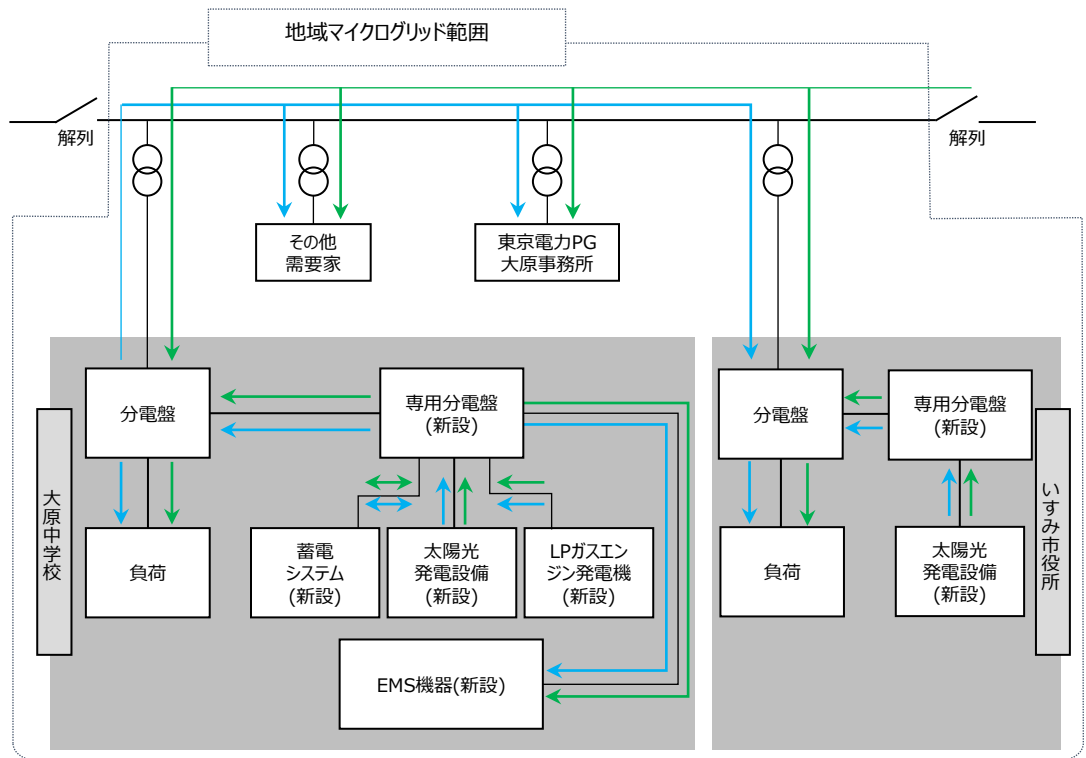 地域マイクログリッド範囲
解列
解列
その他
需要家
東京電力PG
大原事務所
大原中学校
分電盤
専用分電盤
(新設)
負荷
蓄電
システム
(新設)
太陽光
発電設備
(新設)
LPガスエン
ジン発電機
(新設)
EMS機器(新設)
分電盤
専用分電盤
(新設)
負荷
太陽光
発電設備
(新設)
いすみ市役所